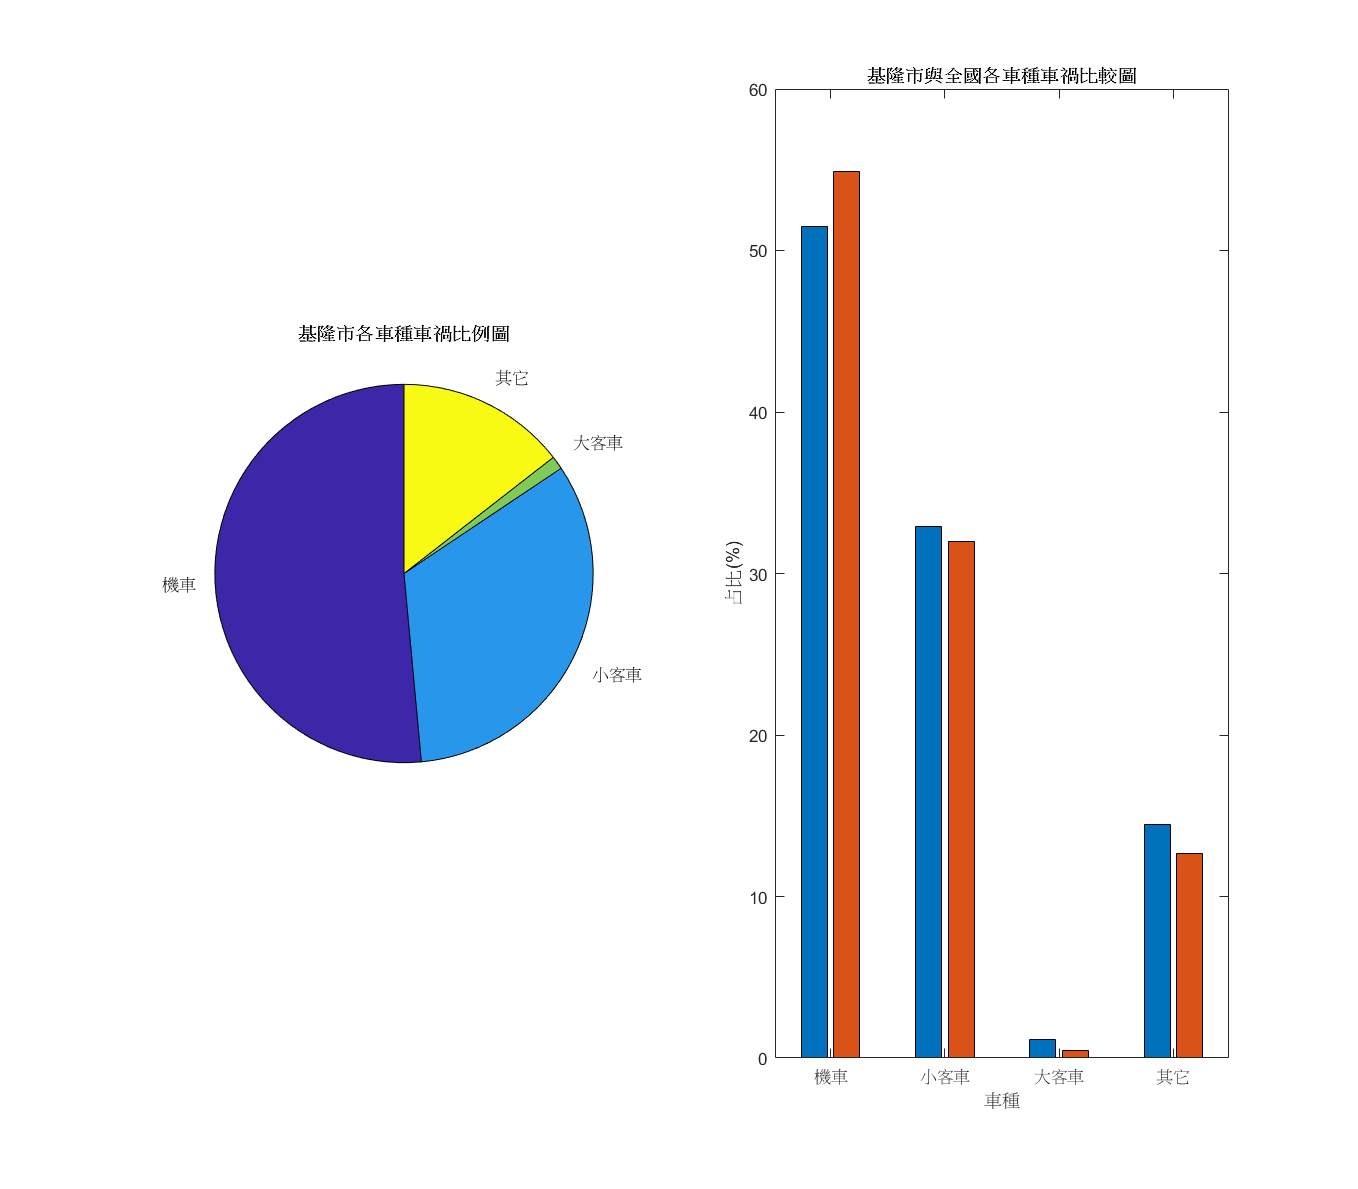 基隆市各車種車禍比例圖
其它
大客車
機車
小客車
基隆市與全國各車種車禍比較圖
60
50
40
30
20
10
0
占比(%)
機車 小客車 大客車 其它
車種